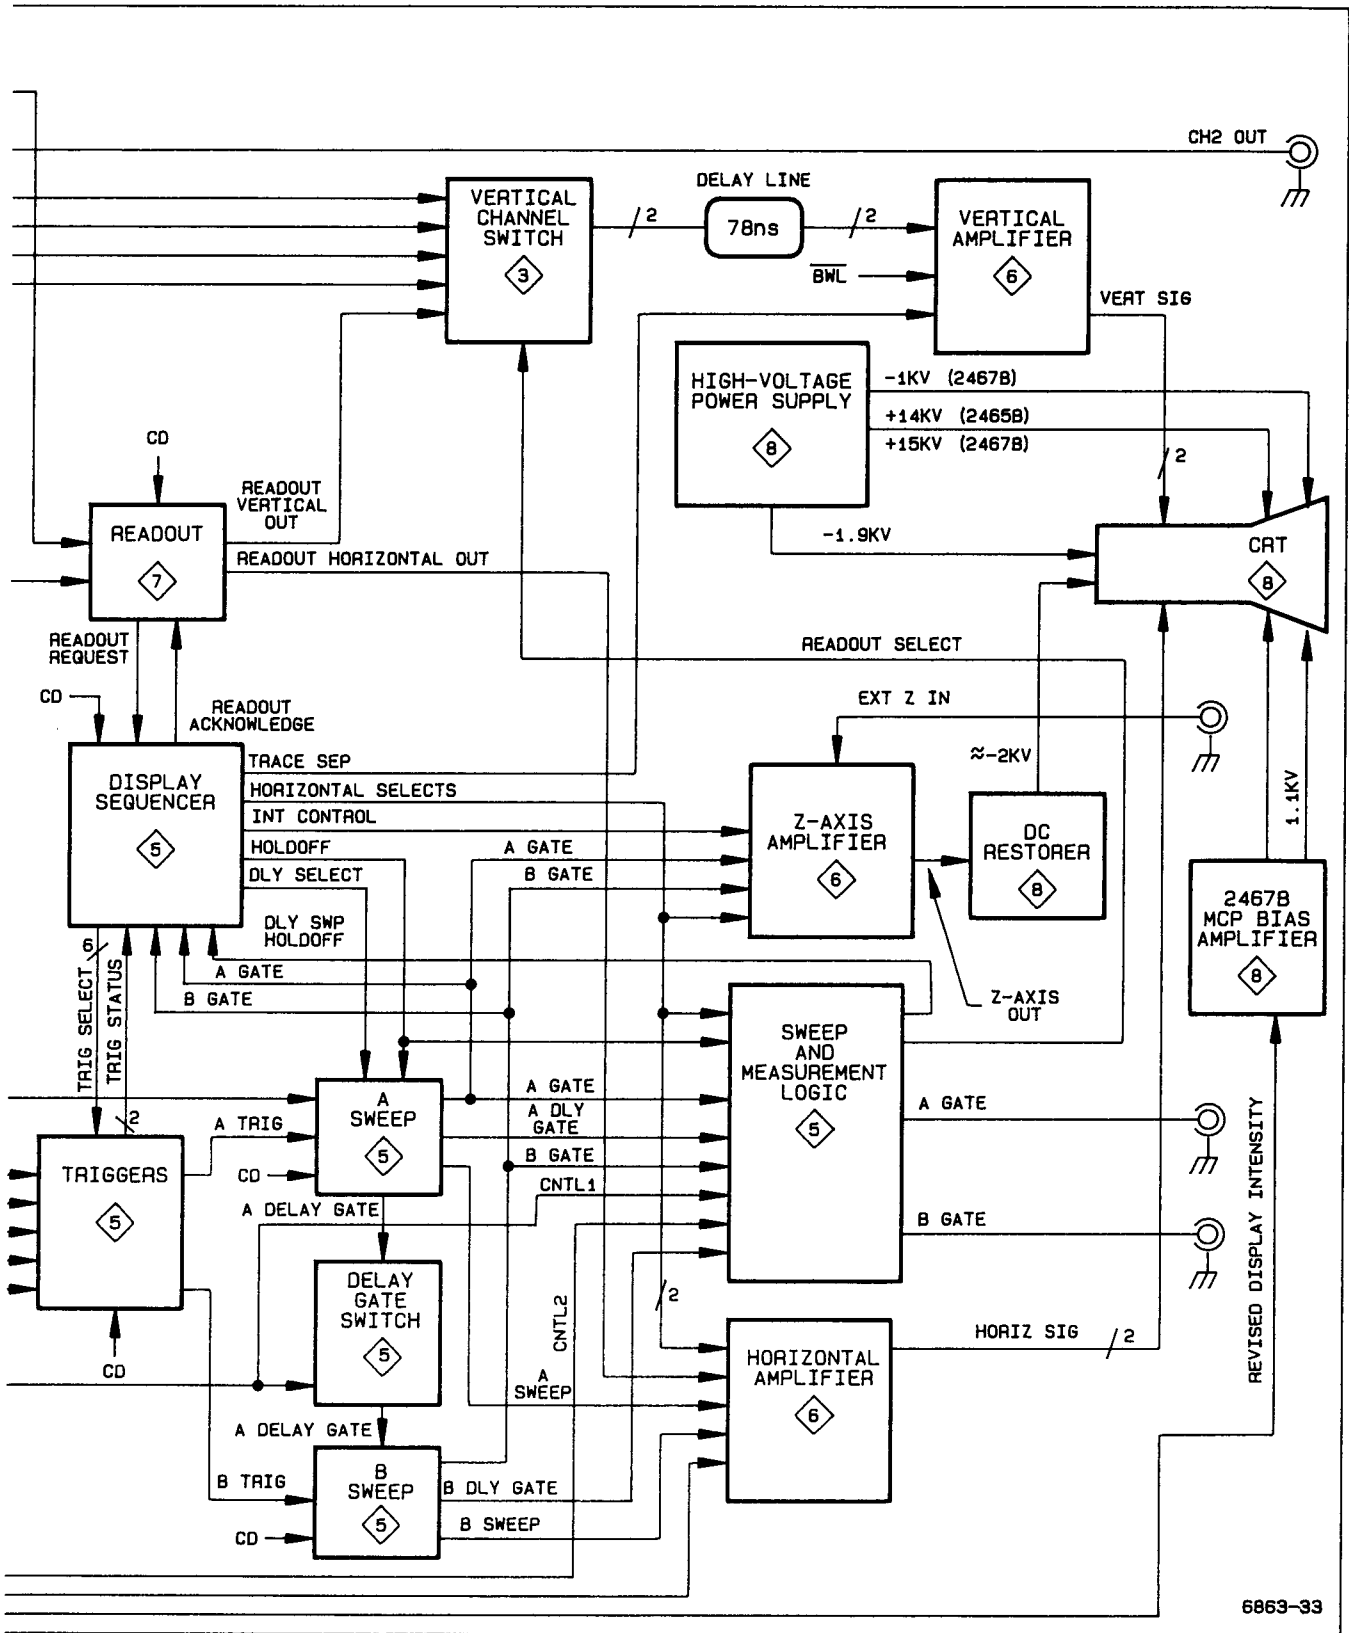 CH2 OUT
DELAY LINE
VERTICAL
CHANNEL
SWITCH
3
2
78ns
2
VERTICAL
AMPLIFIER
6
BWL
VERT SIG
HIGH-VOLTAGE
POWER SUPPLY
8
-1KV (2467B)
+14KV (2465B)
+15KV (2467B)
2
CD
READOUT
VERTICAL
OUT
READOUT
7
READOUT HORIZONTAL OUT
-1.9KV
CRT
8
READOUT
REQUEST
READOUT SELECT
CD
READOUT
ACKNOWLEDGE
EXT Z IN
≈-2KV
1.1KV
DISPLAY
SEQUENCER
5
TRACE SEP
HORIZONTAL SELECTS
INT CONTROL
HOLDOFF
DLY SELECT
A GATE
B GATE
Z-AXIS
AMPLIFIER
6
DC
RESTORER
8
2467B
MCP BIAS
AMPLIFIER
8
DLY SWP
HOLDOFF
6
TRIG SELECT
TRIG STATUS
2
A GATE
B GATE
Z-AXIS
OUT
SWEEP
AND
MEASUREMENT
LOGIC
5
A
SWEEP
5
A GATE
A DLY
GATE
B GATE
CNTL1
A GATE
B GATE
A TRIG
CD
TRIGGERS
5
CD
A DELAY GATE
DELAY
GATE
SWITCH
5
CNTL2
2
A
SWEEP
HORIZONTAL
AMPLIFIER
6
HORIZ SIG
2
REVISED DISPLAY INTENSITY
A DELAY GATE
B TRIG
CD
B
SWEEP
5
B DLY GATE
B SWEEP
6863-33